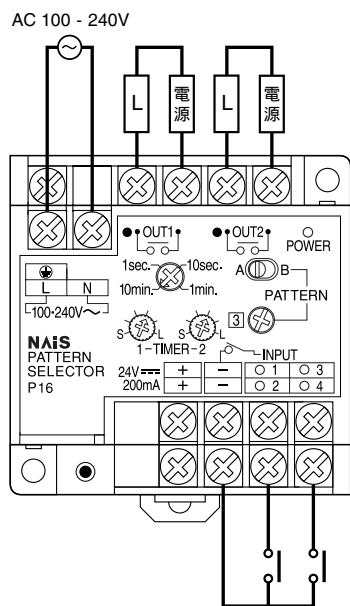 AC 100 - 240V
L 電源 L 電源
OUT1 OUT2 POWER
1sec. 10sec. A B
10min. 1min. PATTERN
L N
100-240V~
3
S L S L
1-TIMER-2
INPUT
NAiS
PATTERN
SELECTOR
P16
24V
200mA
+ − 1 3
+ − 2 4